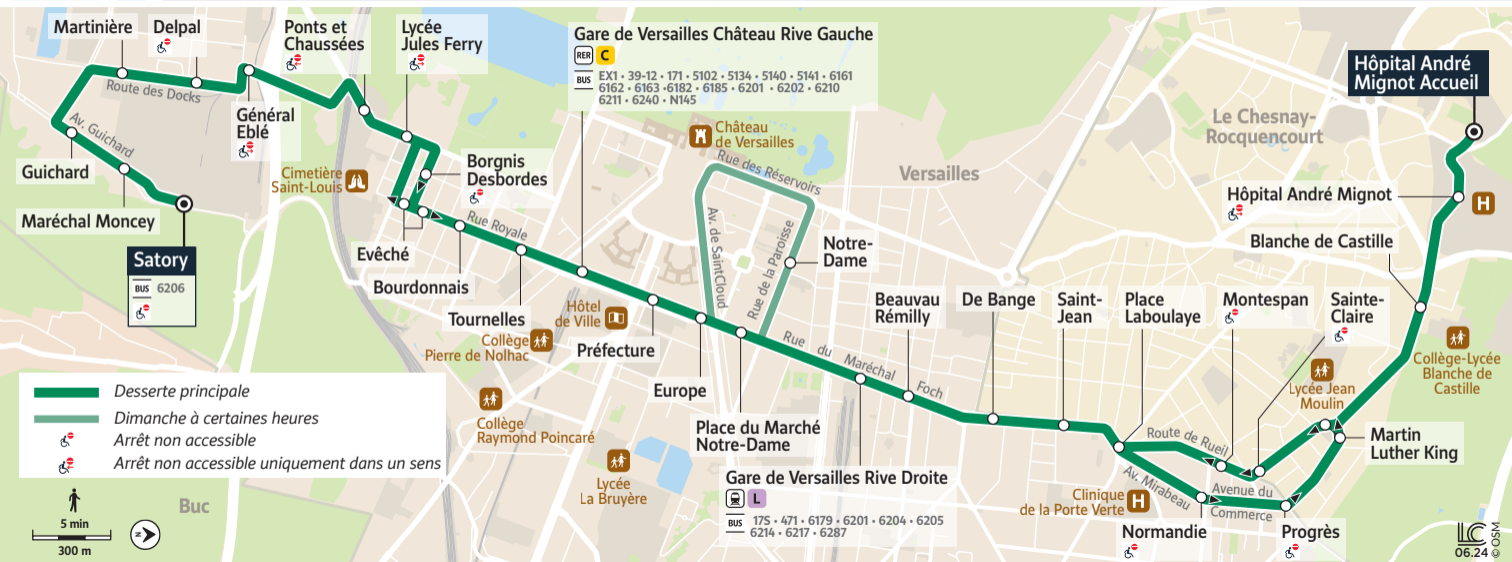 Martinière
Delpal
Ponts et
Chaussées
Lycée
Jules Ferry
Gare de Versailles Château Rive Gauche
RER C
BUS EX1 • 39-12 • 171 • 5102 • 5134 • 5140 • 5141 • 6161
6162 • 6163 •6182 • 6185 • 6201 • 6202 • 6210
6211 • 6240 • N145
Hôpital André
Mignot Accueil
Route des Docks
Général
Eblé
Av. Guichard
Guichard
Maréchal Moncey
Satory
BUS 6206
Cimetière
Saint-Louis
Borgnis
Desbordes
Château
de Versailles
Rue des Réservoirs
Versailles
Le Chesnay-
Rocquencourt
Hôpital André Mignot
H
Blanche de Castille
Evêché
Rue Royale
Bourdonnais
Tournelles
Av. de SaintCloud
Rue de la Paroisse
Notre-
Dame
Hôtel
de Ville
Collège
Pierre de Nolhac
Préfecture
Europe
Place du Marché
Notre-Dame
Rue du Maréchal Foch
Beauvau
Rémilly
De Bange
Saint-
Jean
Place
Laboulaye
Montespan
Sainte-
Claire
Collège-Lycée
Blanche de
Castille
Lycée Jean
Moulin
Martin
Luther King
Route de Rueil
Av. Mirabeau
Avenue du
Commerce
Clinique
de la Porte Verte
H
Normandie
Progrès
Gare de Versailles Rive Droite
L
BUS 17S • 471 • 6179 • 6201 • 6204 • 6205
6214 • 6217 • 6287
Collège
Raymond Poincaré
Lycée
La Bruyère
Desserte principale
Dimanche à certaines heures
Arrêt non accessible
Arrêt non accessible uniquement dans un sens
Buc
5 min
300 m
N
LC
06.24
© OSM